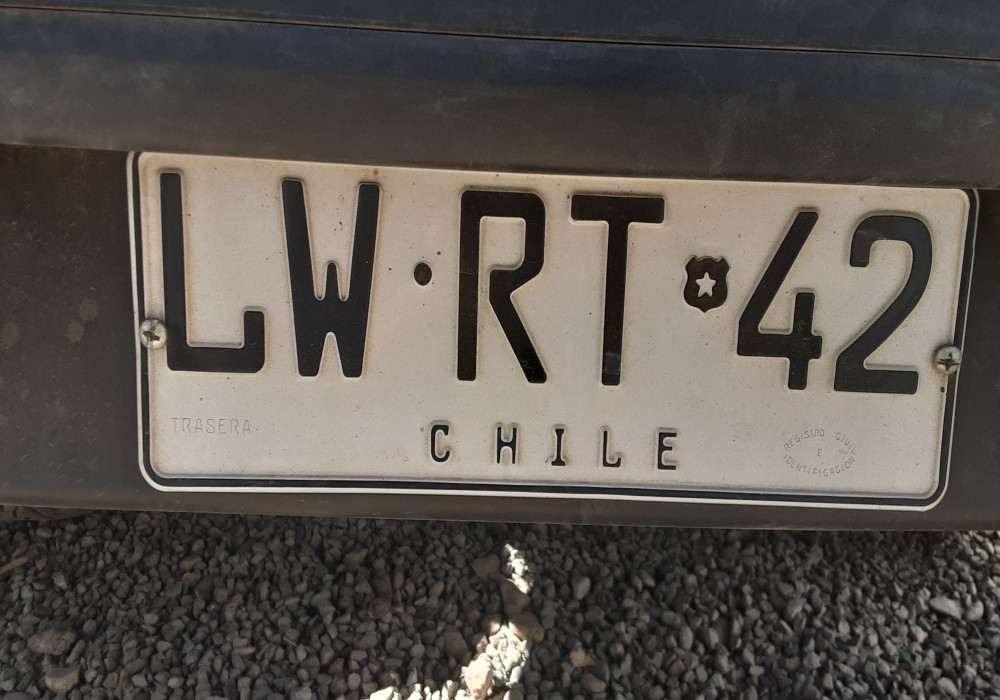 LW·RT 42
TRASERA
CHILE
REGISTRO CIVIL
E
IDENTIFICACION